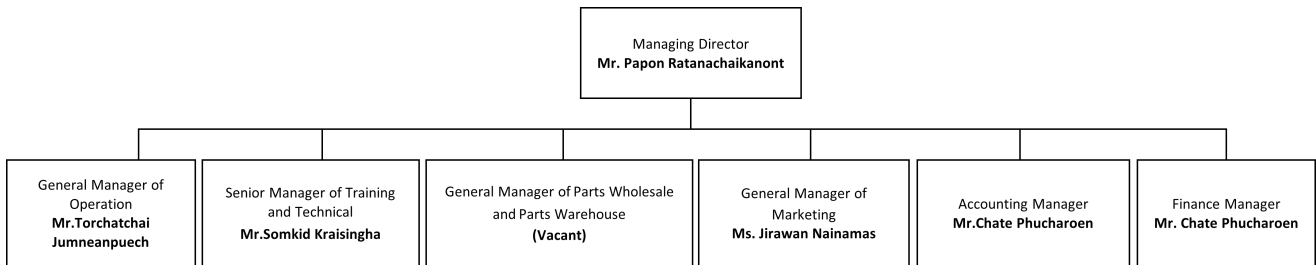 Managing Director
Mr. Papon Ratanachaikanont
General Manager of
Operation
Mr.Torchatchai
Jumneanpuech
Senior Manager of Training
and Technical
Mr.Somkid Kraisingha
General Manager of Parts Wholesale
and Parts Warehouse
(Vacant)
General Manager of
Marketing
Ms. Jirawan Nainamas
Accounting Manager
Mr.Chate Phucharoen
Finance Manager
Mr. Chate Phucharoen